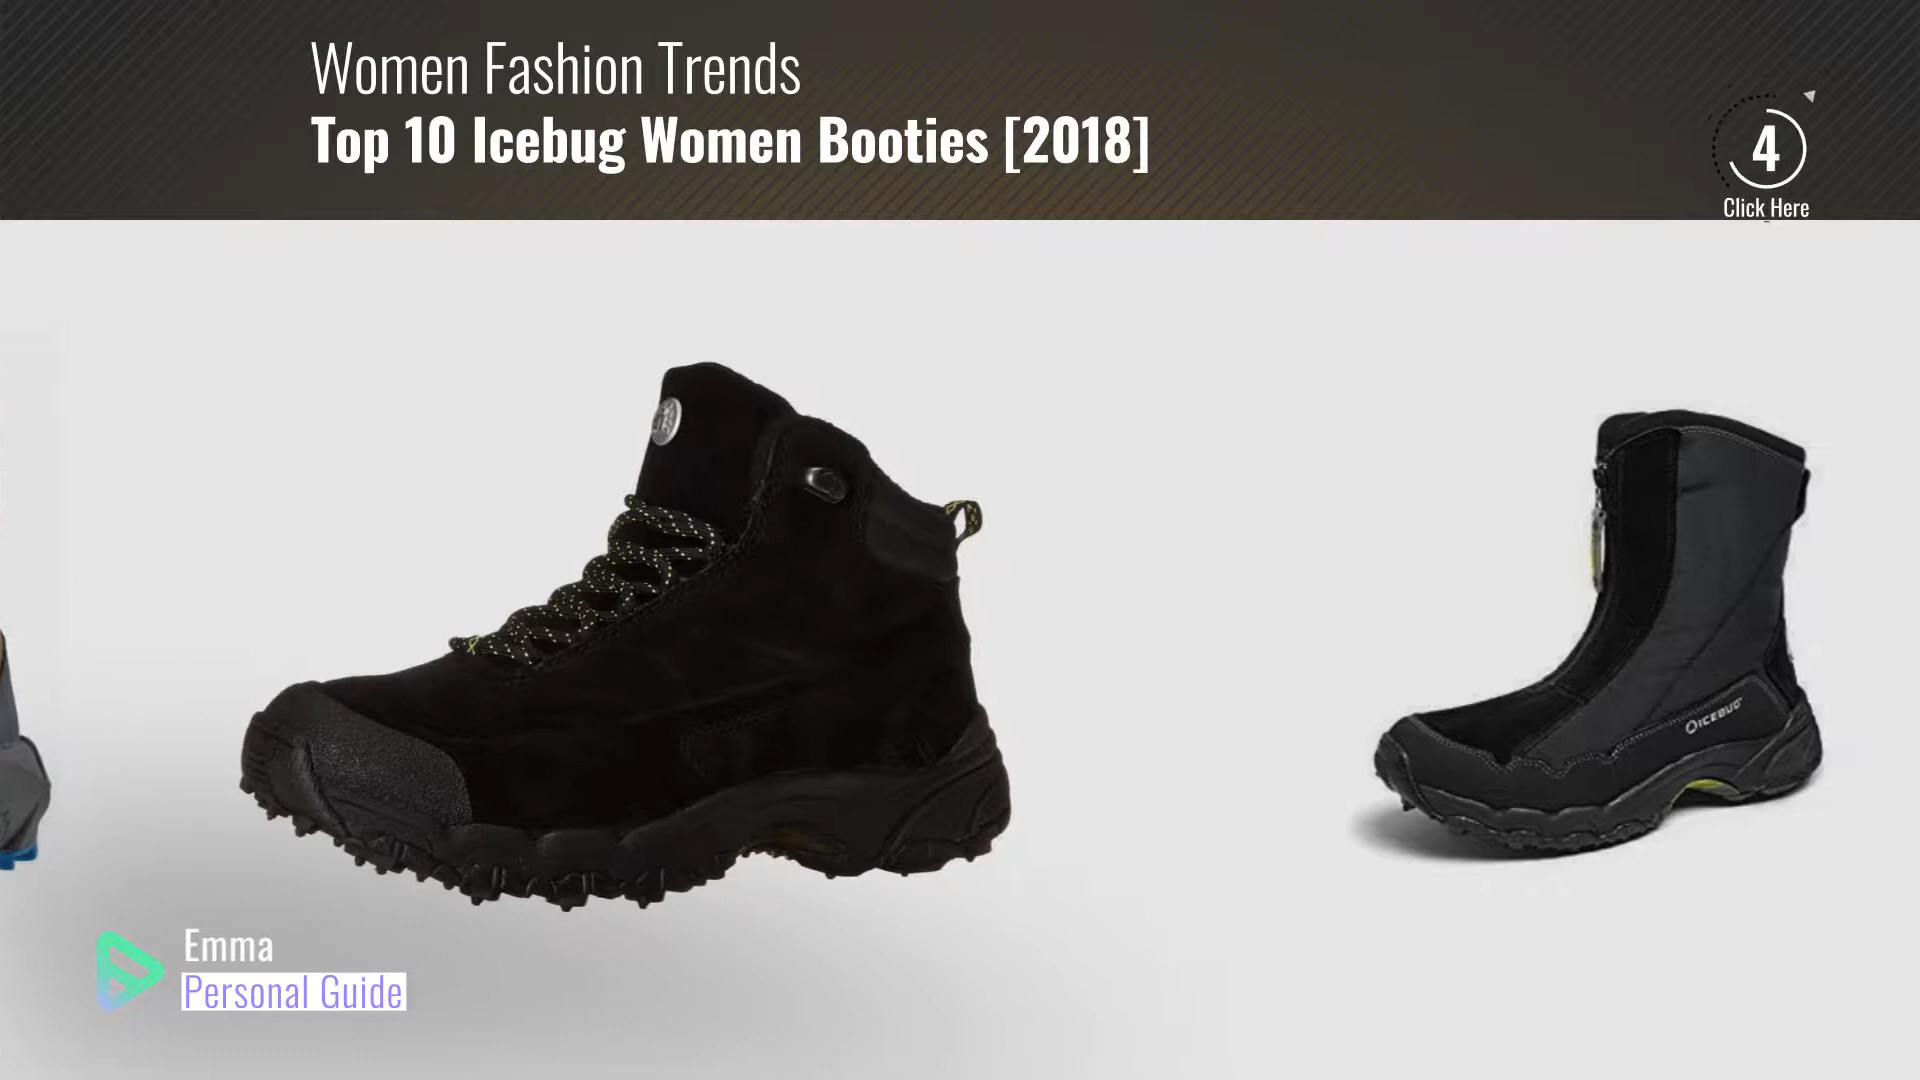 Women Fashion Trends
Top 10 Icebug Women Booties [2018]
4
Click Here
ICEBUG
Emma
Personal Guide